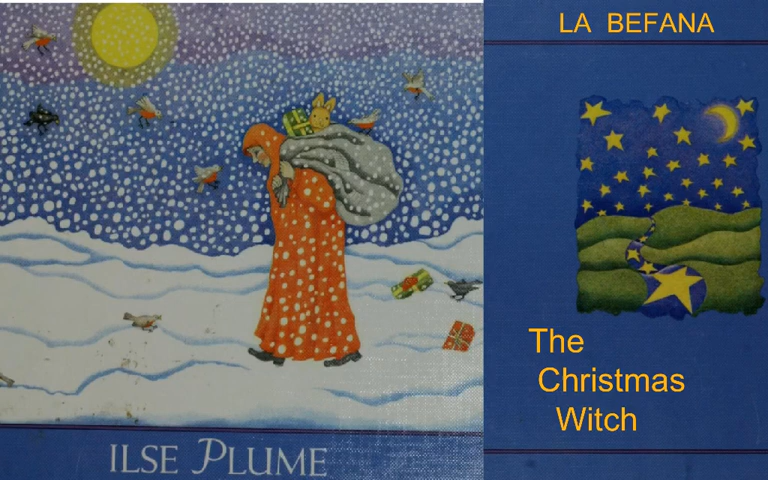 ILSE PLUME
LA BEFANA
The
Christmas
Witch